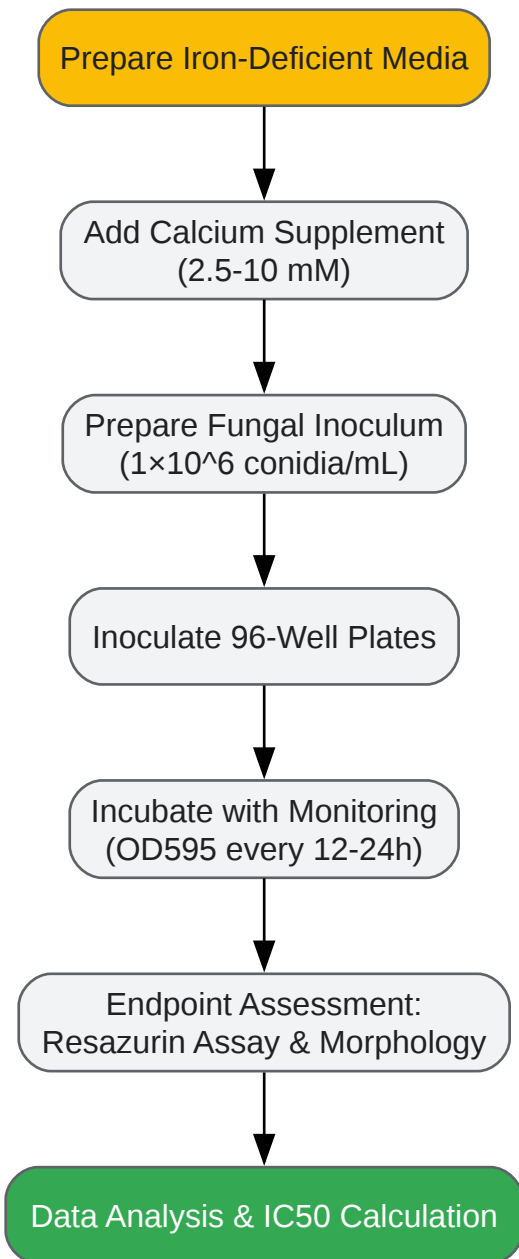 Prepare Iron-Deficient Media
Add Calcium Supplement
(2.5-10 mM)
Prepare Fungal Inoculum
(1×10^6 conidia/mL)
Inoculate 96-Well Plates
Incubate with Monitoring
(OD595 every 12-24h)
Endpoint Assessment:
Resazurin Assay & Morphology
Data Analysis & IC50 Calculation